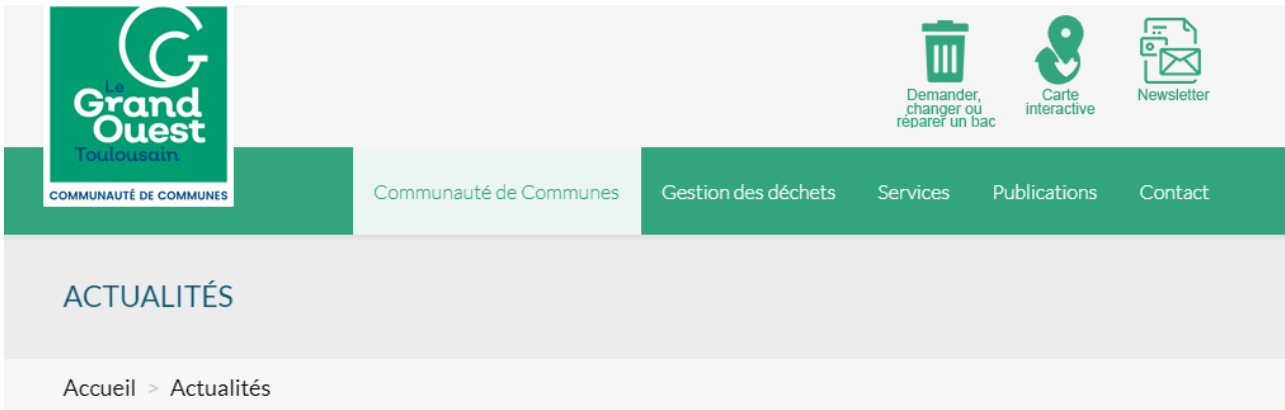 Le
Grand
Ouest
Toulousain
COMMUNAUTÉ DE COMMUNES
Demander,
changer ou
réparer un bac
Carte
interactive
Newsletter
Communauté de Communes
Gestion des déchets
Services
Publications
Contact
ACTUALITÉS
Accueil > Actualités